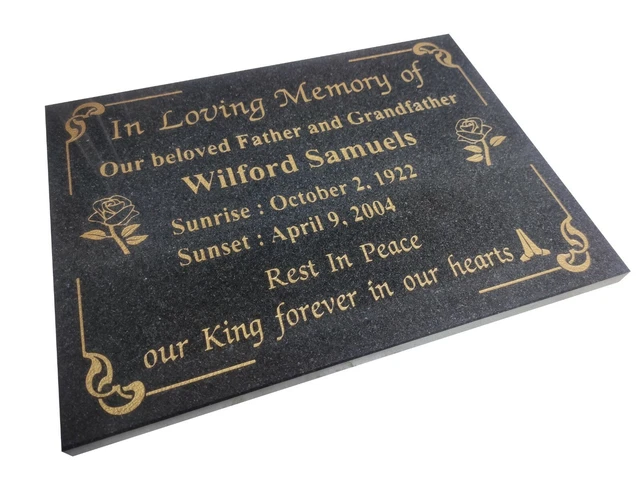 In Loving Memory of
Our beloved Father and Grandfather
Wilford Samuels
Sunrise : October 2, 1922
Sunset : April 9, 2004
Rest In Peace
our King forever in our hearts